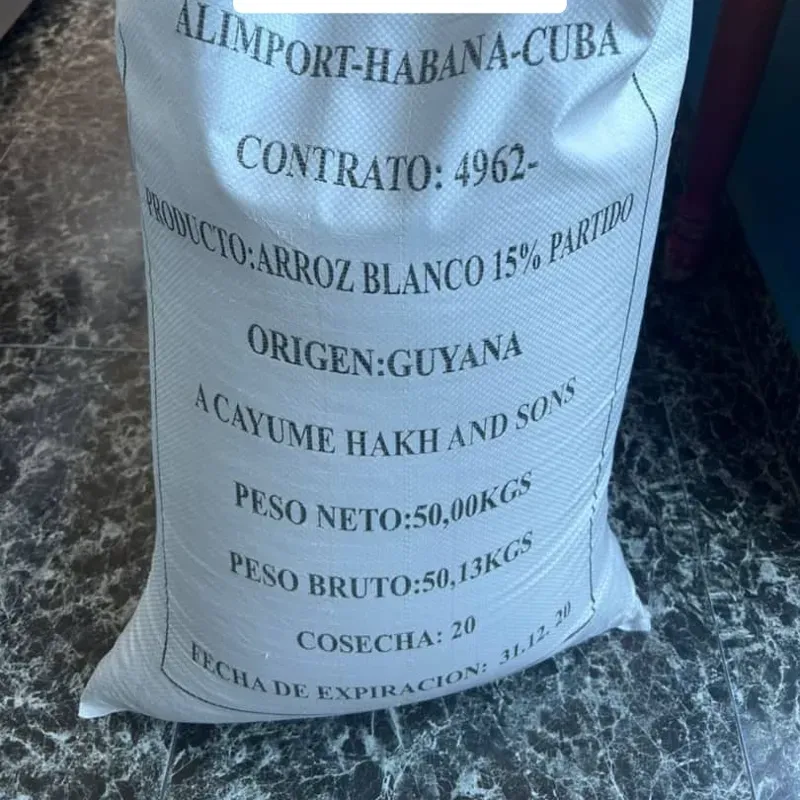 ALIMPORT-HABANA-CUBA
CONTRATO: 4962-
PRODUCTO:ARROZ BLANCO 15% PARTIDO
ORIGEN:GUYANA
A CAYUME HAKH AND SONS
PESO NETO:50,00KGS
PESO BRUTO:50,13KGS
COSECHA: 20
FECHA DE EXPIRACION: 31.12. 20